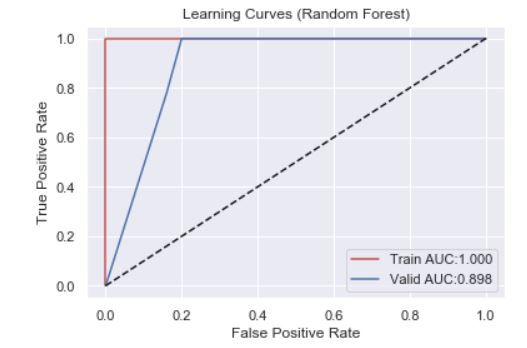 Learning Curves (Random Forest)
1.0
0.8
0.6
0.4
0.2
0.0
True Positive Rate
Train AUC:1.000
Valid AUC:0.898
0.0 0.2 0.4 0.6 0.8 1.0
False Positive Rate